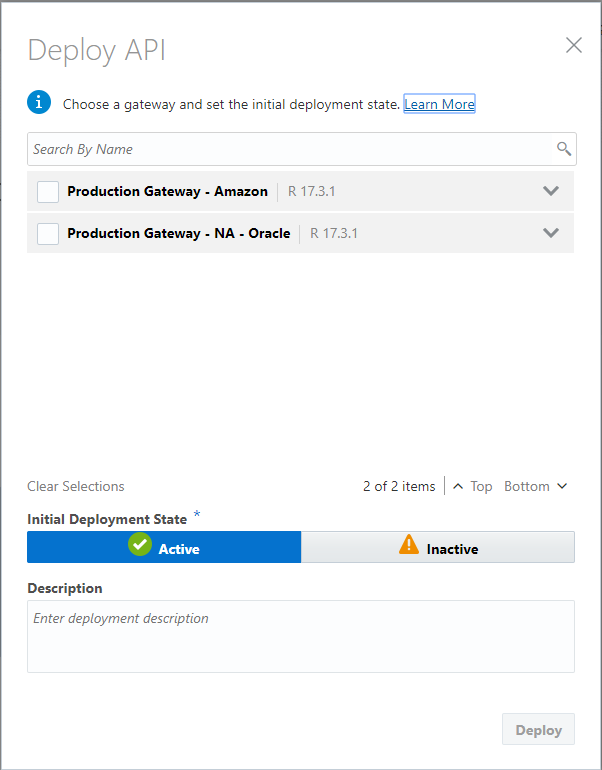 Deploy API
Choose a gateway and set the initial deployment state. Learn More
Search By Name
Production Gateway - Amazon R 17.3.1
Production Gateway - NA - Oracle R 17.3.1
Clear Selections 2 of 2 items Top Bottom
Initial Deployment State *
Active Inactive
Description
Enter deployment description
Deploy